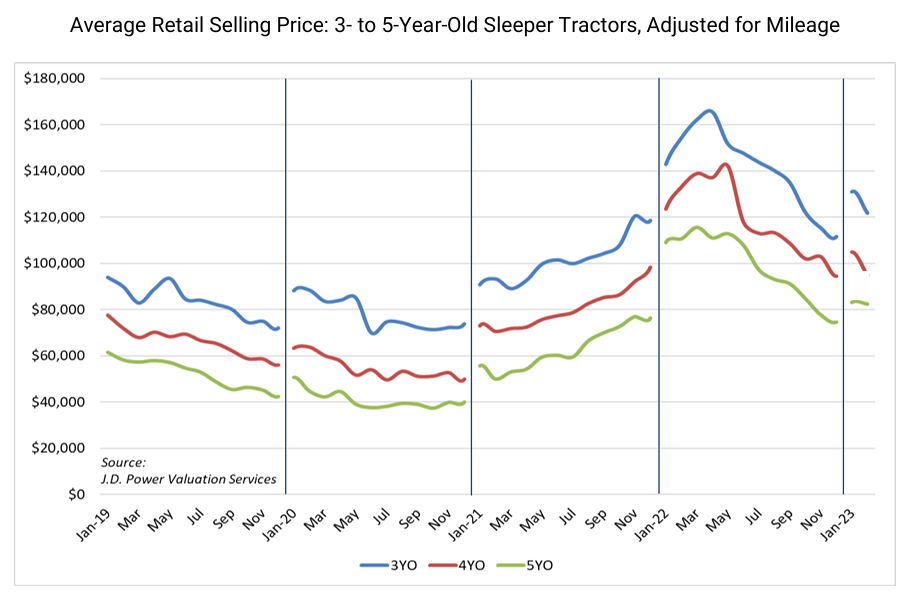 Average Retail Selling Price: 3- to 5-Year-Old Sleeper Tractors, Adjusted for Mileage
$180,000
$160,000
$140,000
$120,000
$100,000
$80,000
$60,000
$40,000
$20,000
$0
Source:
J.D. Power Valuation Services
Jan-19 Mar May Jul Sep Nov Jan-20 Mar May Jul Sep Nov Jan-21 Mar May Jul Sep Nov Jan-22 Mar May Jul Sep Nov Jan-23
3YO 4YO 5YO